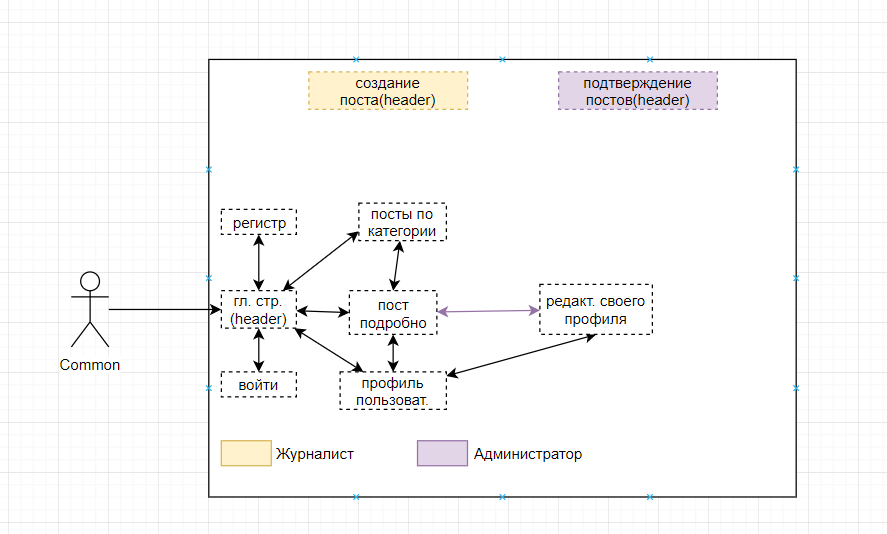 создание
поста(header)
подтверждение
постов(header)
регистр
посты по
категории
гл. стр.
(header)
пост
подробно
редакт. своего
профиля
Common
войти
профиль
пользоват.
Журналист
Администратор